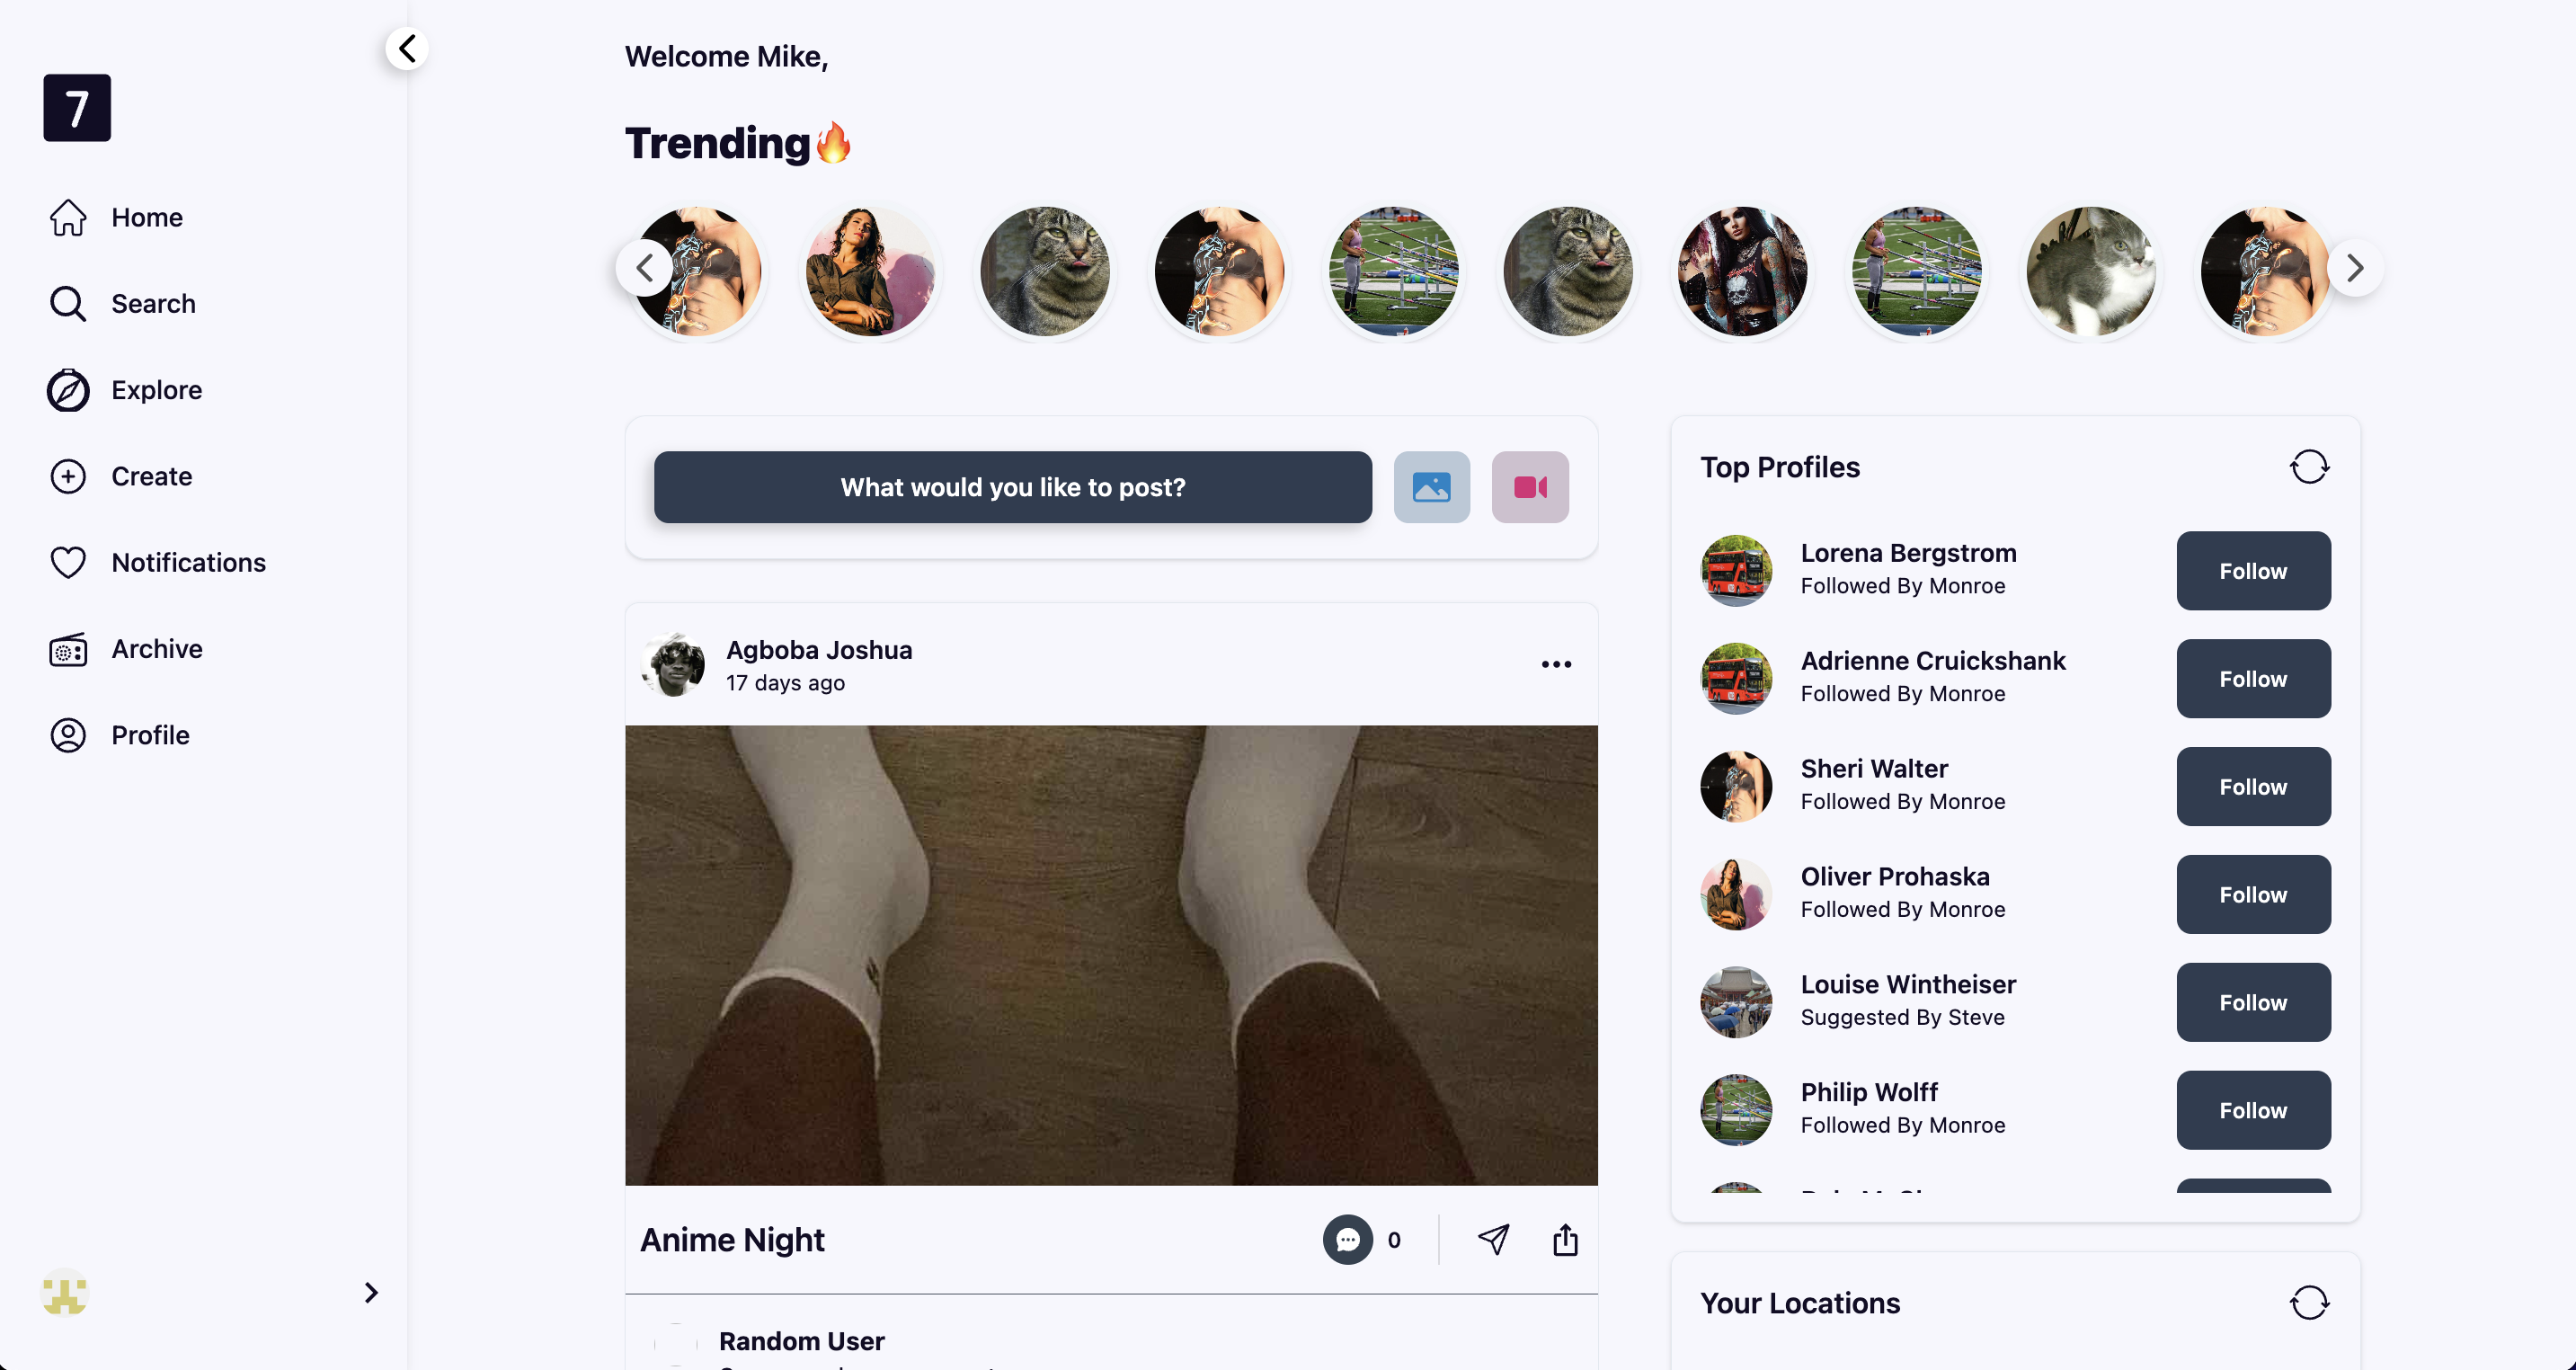 7
Home
Search
Explore
Create
Notifications
Archive
Profile
Welcome Mike,
Trending🔥
What would you like to post?
Agboba Joshua
17 days ago
Anime Night
0
Random User
Top Profiles
Lorena Bergstrom
Followed By Monroe
Follow
Adrienne Cruickshank
Followed By Monroe
Follow
Sheri Walter
Followed By Monroe
Follow
Oliver Prohaska
Followed By Monroe
Follow
Louise Wintheiser
Suggested By Steve
Follow
Philip Wolff
Followed By Monroe
Follow
Your Locations